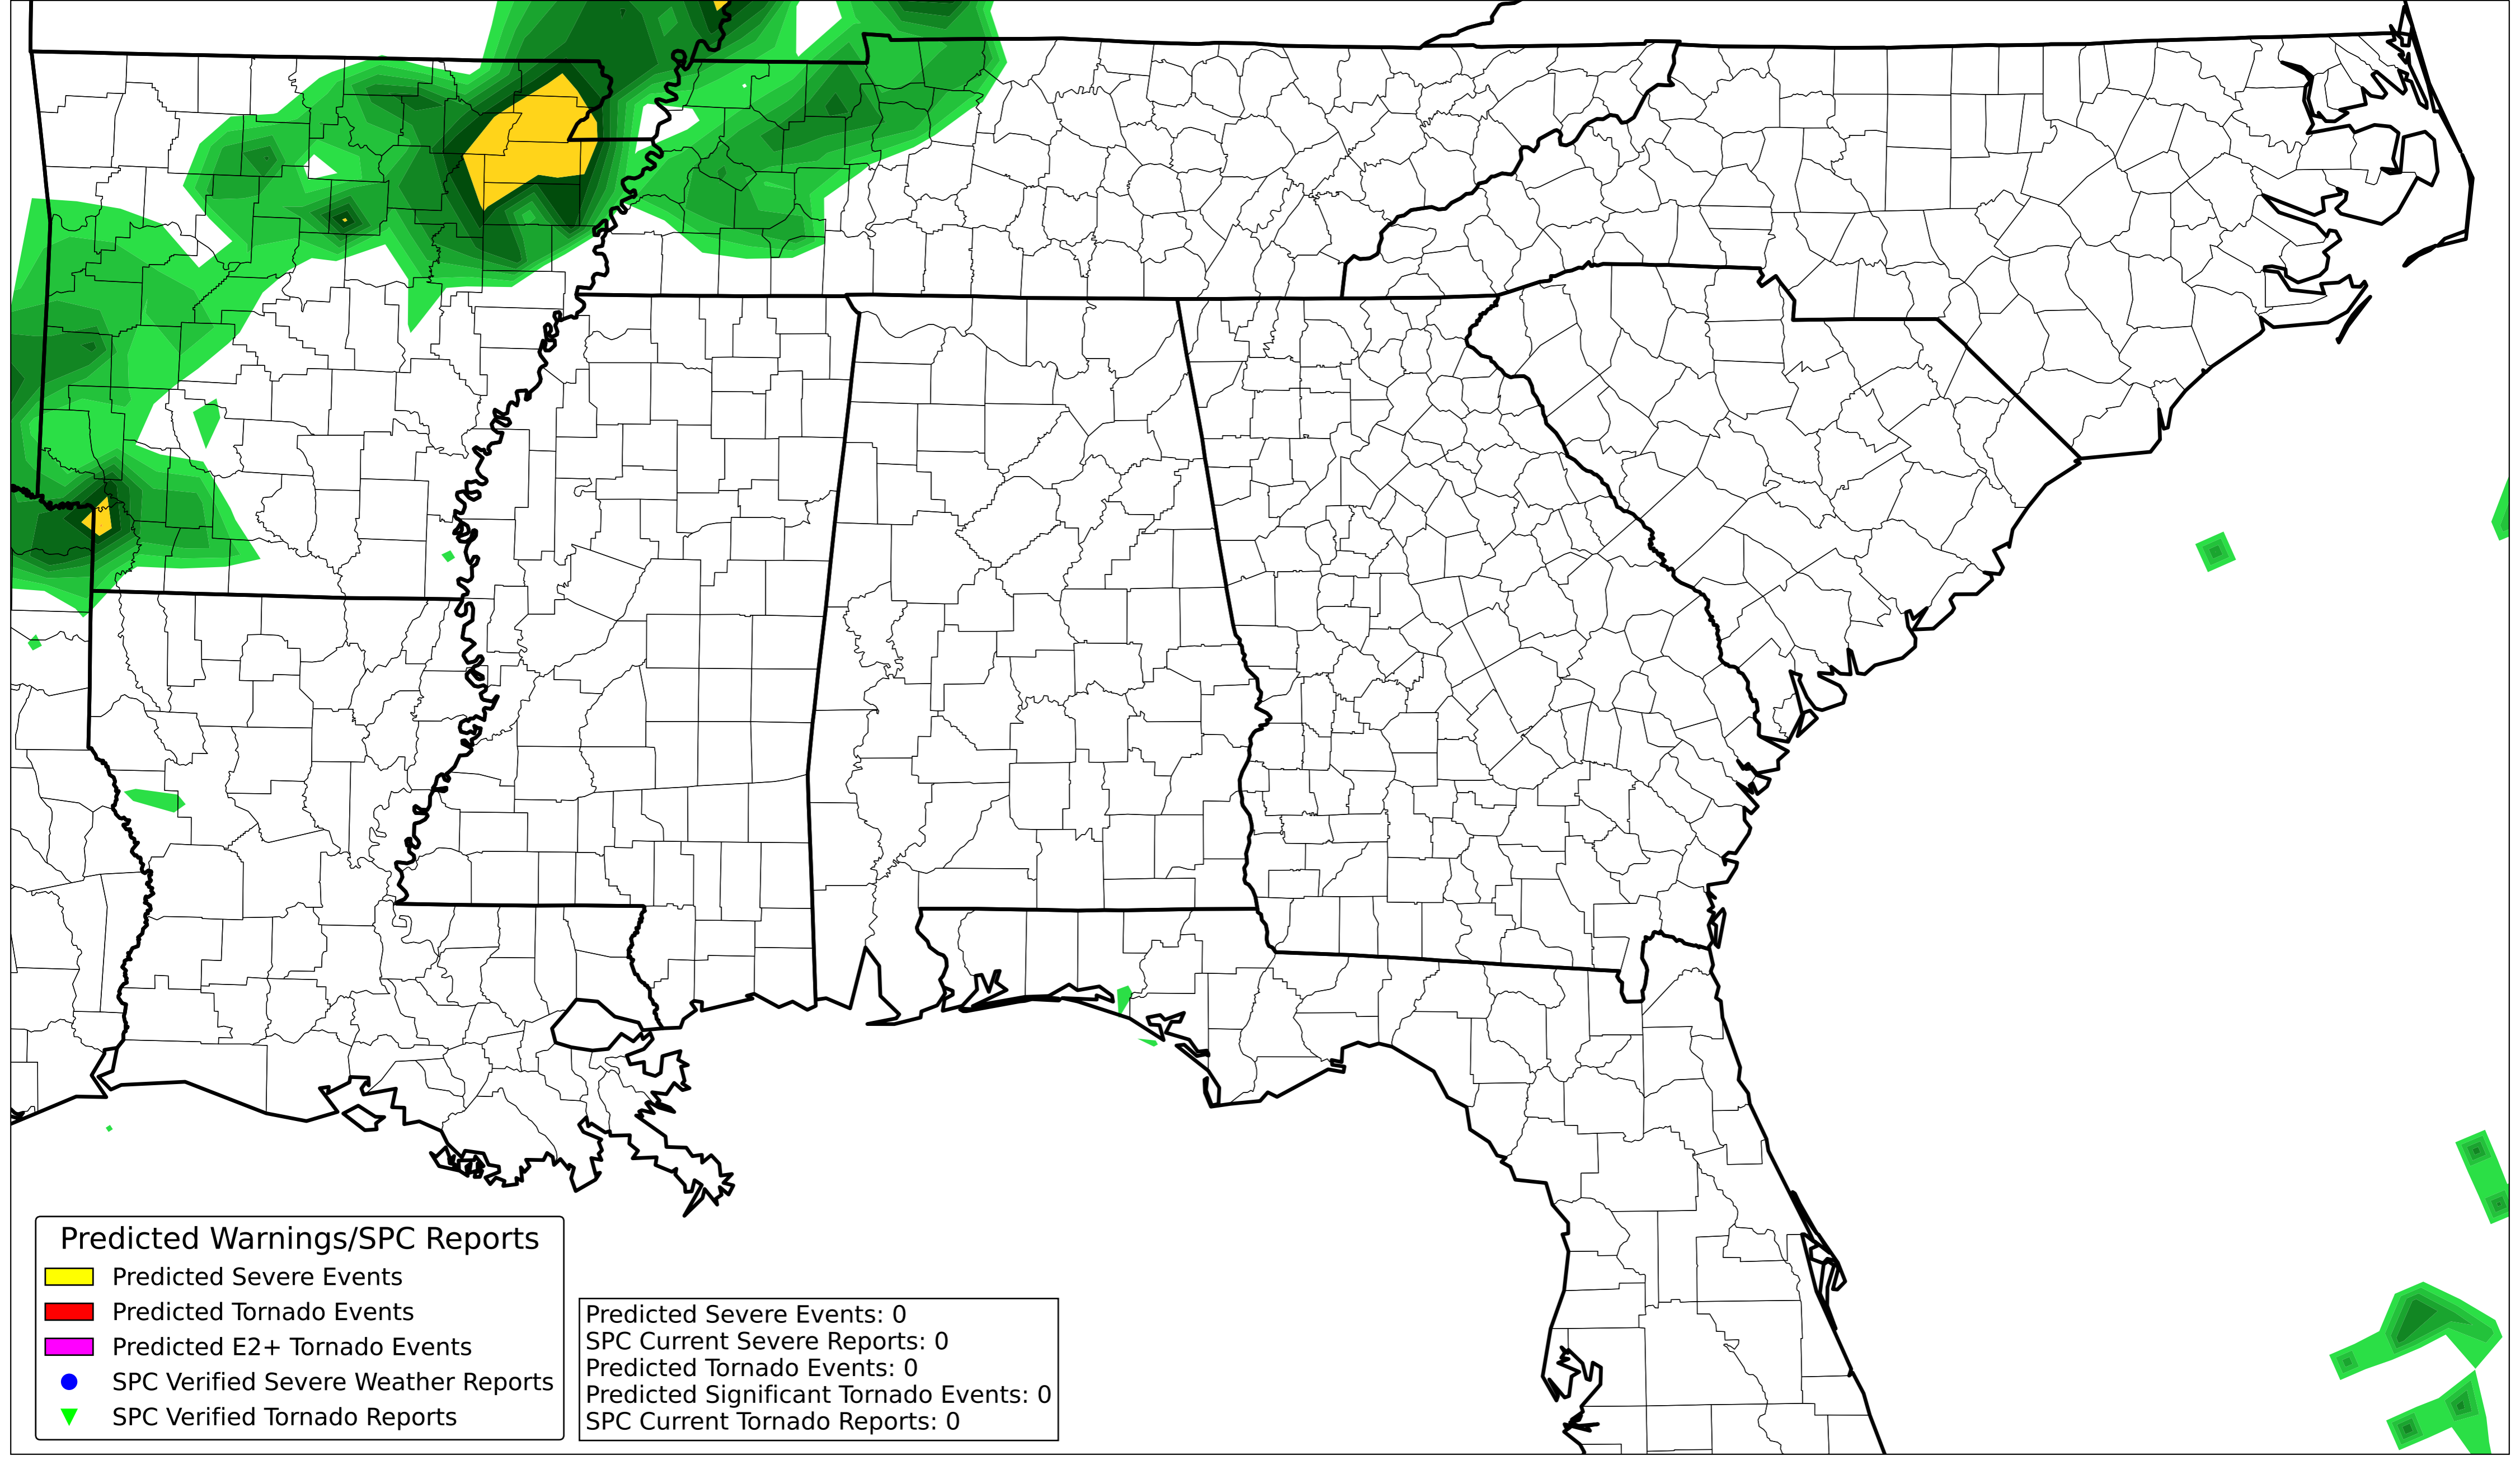 Predicted Warnings/SPC Reports
Predicted Severe Events
Predicted Tornado Events
Predicted E2+ Tornado Events
SPC Verified Severe Weather Reports
SPC Verified Tornado Reports
Predicted Severe Events: 0
SPC Current Severe Reports: 0
Predicted Tornado Events: 0
Predicted Significant Tornado Events: 0
SPC Current Tornado Reports: 0